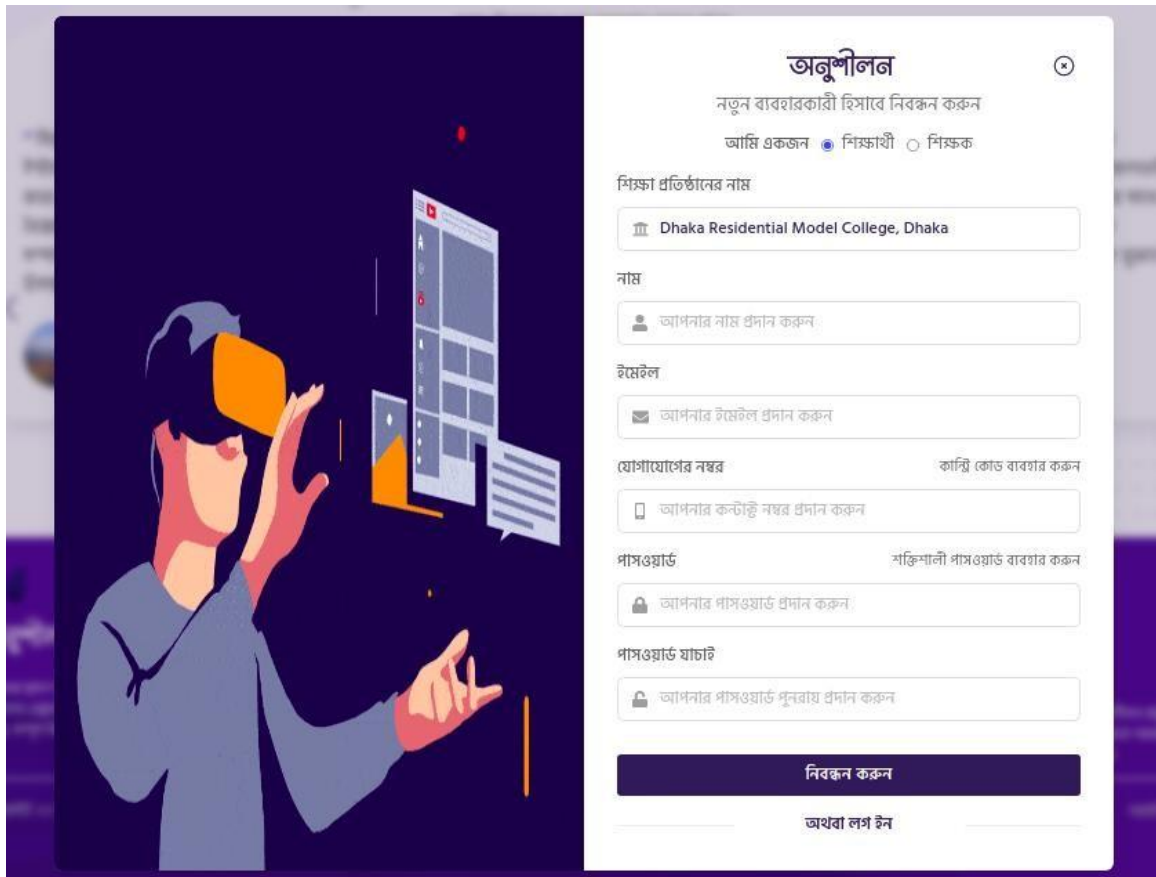 অনুশীলন
নতুন ব্যবহারকারী হিসাবে নিবন্ধন করুন
আমি একজন শিক্ষার্থী শিক্ষক
শিক্ষা প্রতিষ্ঠানের নাম
Dhaka Residential Model College, Dhaka
নাম
আপনার নাম প্রদান করুন
ইমেইল
আপনার ইমেইল প্রদান করুন
যোগাযোগের নম্বর কান্ট্রি কোড ব্যবহার করুন
আপনার কন্টাক্ট নম্বর প্রদান করুন
পাসওয়ার্ড শক্তিশালী পাসওয়ার্ড ব্যবহার করুন
আপনার পাসওয়ার্ড প্রদান করুন
পাসওয়ার্ড যাচাই
আপনার পাসওয়ার্ড পুনরায় প্রদান করুন
নিবন্ধন করুন
অথবা লগ ইন